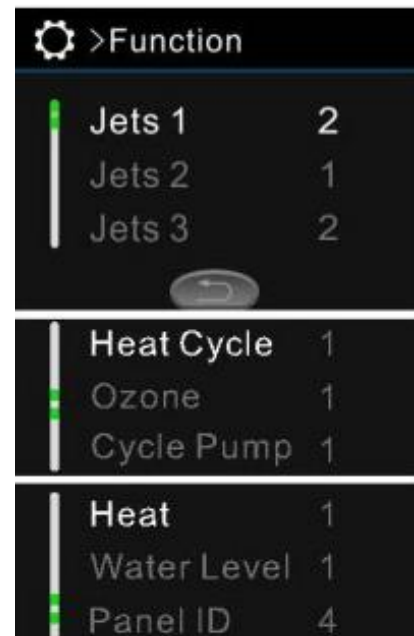 >Function
Jets 1 2
Jets 2 1
Jets 3 2
Heat Cycle 1
Ozone 1
Cycle Pump 1
Heat 1
Water Level 1
Panel ID 4